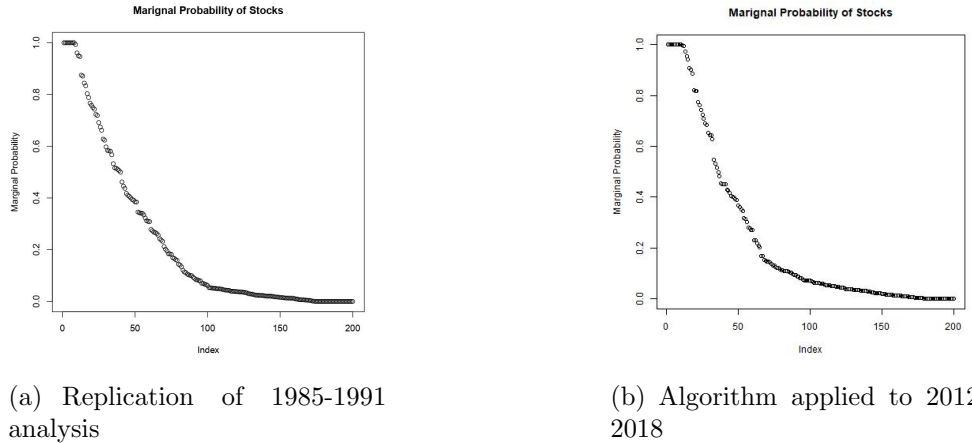 Marignal Probability of Stocks
Marginal Probability
1.0
0.8
0.6
0.4
0.2
0.0
0 50 100 150 200
Index
(a) Replication of 1985-1991
analysis
Marignal Probability of Stocks
Marginal Probability
1.0
0.8
0.6
0.4
0.2
0.0
0 50 100 150 200
Index
(b) Algorithm applied to 2012
2018